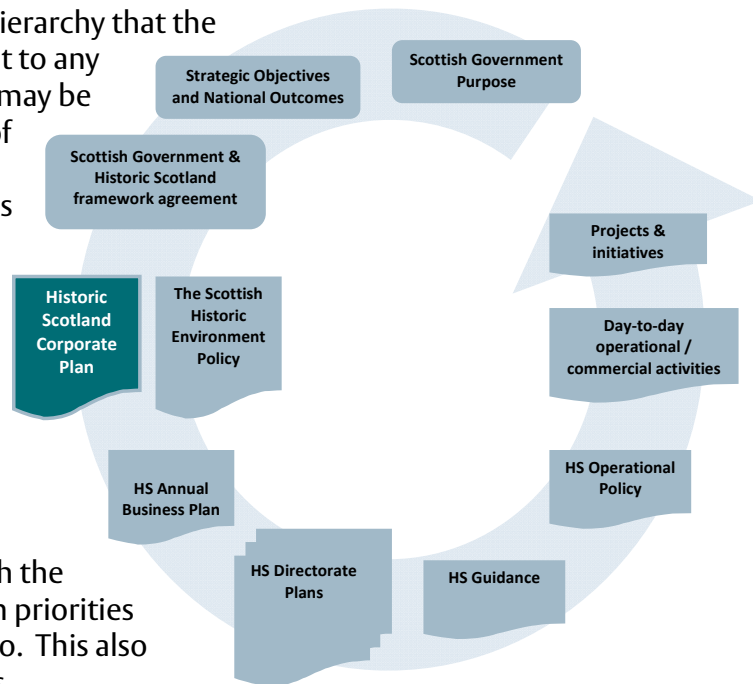 ierarchy that the
t to any
may be
of
s
Scottish Government
Purpose
Strategic Objectives
and National Outcomes
Scottish Government &
Historic Scotland
framework agreement
Historic
Scotland
Corporate
Plan
The Scottish
Historic
Environment
Policy
HS Annual
Business Plan
HS Directorate
Plans
HS Guidance
HS Operational
Policy
Day-to-day
operational /
commercial activities
Projects &
initiatives
h the
n priorities
o. This also